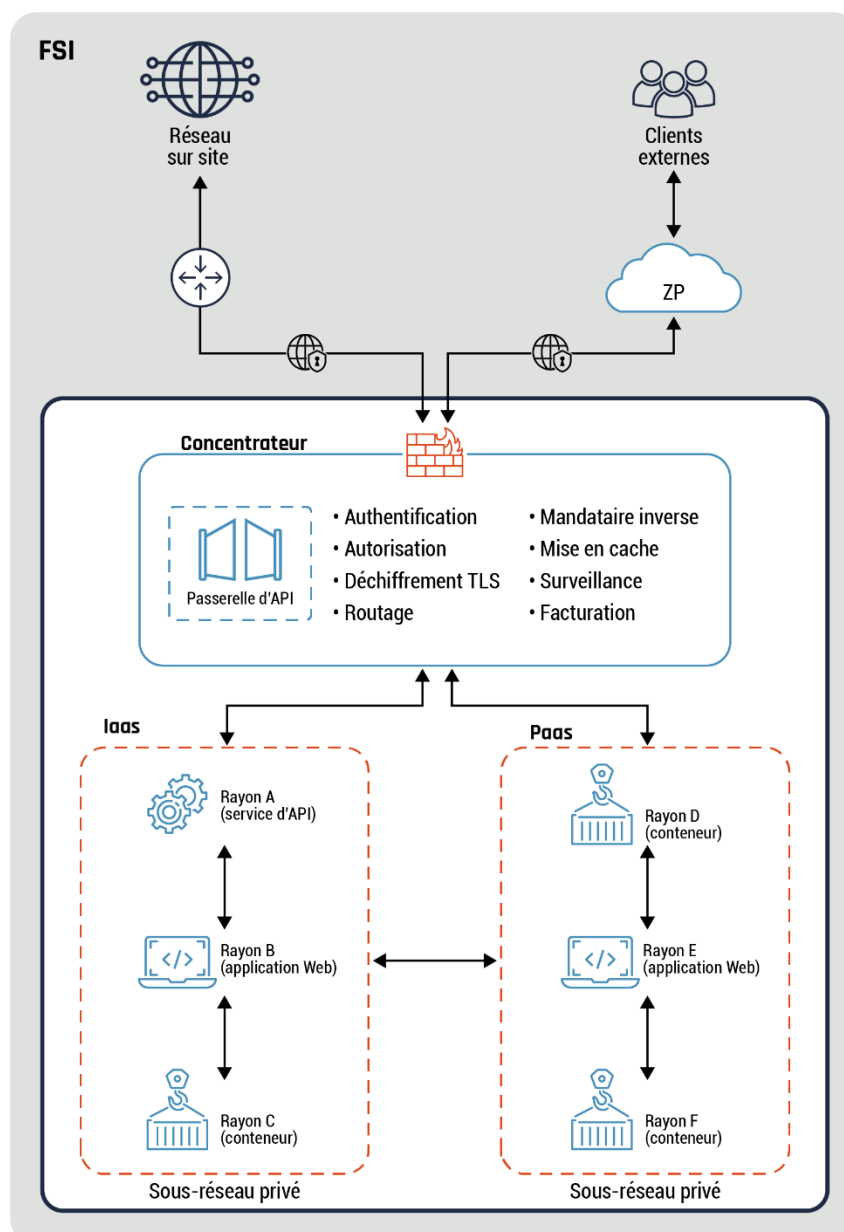 FSI
Réseau
sur site
Clients
externes
ZP
Concentrateur
Passerelle d'API
• Authentification
• Autorisation
• Déchiffrement TLS
• Routage
• Mandataire inverse
• Mise en cache
• Surveillance
• Facturation
Iaas
Rayon A
(service d'API)
Rayon B
(application Web)
Rayon C
(conteneur)
Sous-réseau privé
Paas
Rayon D
(conteneur)
Rayon E
(application Web)
Rayon F
(conteneur)
Sous-réseau privé